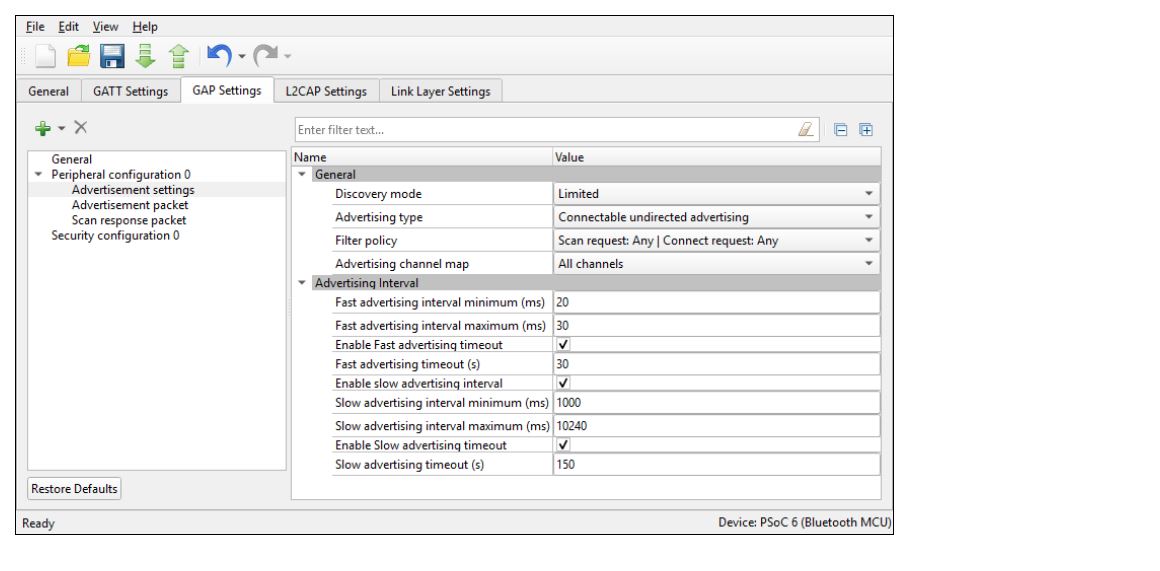 File Edit View Help
General GATT Settings GAP Settings L2CAP Settings Link Layer Settings
Enter filter text...
General
Peripheral configuration 0
Advertisement settings
Advertisement packet
Scan response packet
Security configuration 0
Restore Defaults
Name Value
General
Discovery mode Limited
Advertising type Connectable undirected advertising
Filter policy Scan request: Any | Connect request: Any
Advertising channel map All channels
Advertising Interval
Fast advertising interval minimum (ms) 20
Fast advertising interval maximum (ms) 30
Enable Fast advertising timeout
Fast advertising timeout (s) 30
Enable slow advertising interval
Slow advertising interval minimum (ms) 1000
Slow advertising interval maximum (ms) 10240
Enable Slow advertising timeout
Slow advertising timeout (s) 150
Ready Device: PSoC 6 (Bluetooth MCU)